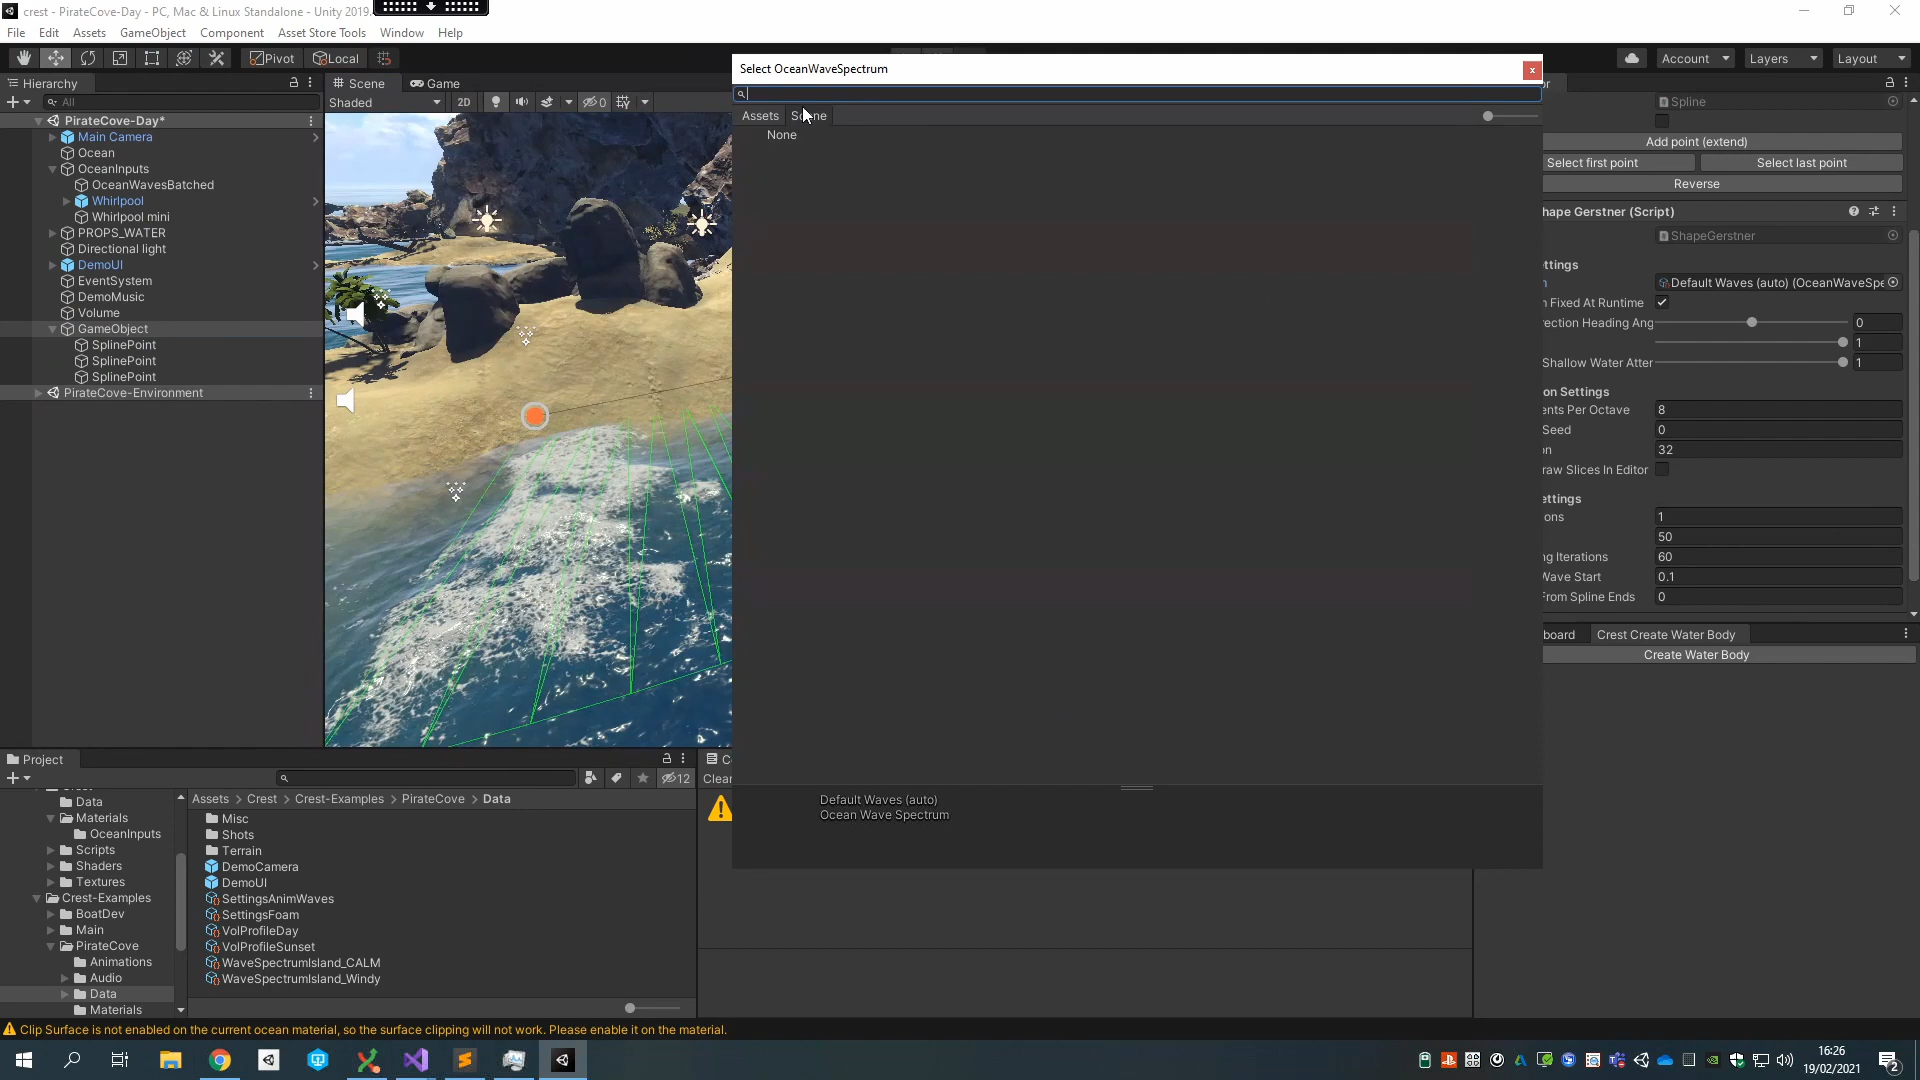 crest - PirateCove-Day - PC, Mac & Linux Standalone - Unity 2019.
File Edit Assets GameObject Component Asset Store Tools Window Help
Pivot Local Account Layers Layout
Hierarchy
All
PirateCove-Day*
Main Camera
Ocean
OceanInputs
OceanWavesBatched
Whirlpool
Whirlpool mini
PROPS_WATER
Directional light
DemoUI
EventSystem
DemoMusic
Volume
GameObject
SplinePoint
SplinePoint
SplinePoint
PirateCove-Environment
Scene Game
Shaded 2D 0
Select OceanWaveSpectrum
x
Assets Scene
None
Default Waves (auto)
Ocean Wave Spectrum
or
Spline
Add point (extend)
Select first point Select last point
Reverse
hape Gerstner (Script)
ShapeGerstner
ttings
Default Waves (auto) (OceanWaveSpe
n Fixed At Runtime
rection Heading Ang 0
1
Shallow Water Atter 1
on Settings
ents Per Octave 8
Seed 0
on 32
raw Slices In Editor
ettings
ions 1
50
ng Iterations 60
Wave Start 0.1
From Spline Ends 0
board Crest Create Water Body
Create Water Body
Project
12
Clear
Data
Materials
OceanInputs
Scripts
Shaders
Textures
Crest-Examples
BoatDev
Main
PirateCove
Animations
Audio
Data
Materials
Assets > Crest > Crest-Examples > PirateCove > Data
Misc
Shots
Terrain
DemoCamera
DemoUI
SettingsAnimWaves
SettingsFoam
VolProfileDay
VolProfileSunset
WaveSpectrumIsland_CALM
WaveSpectrumIsland_Windy
Clip Surface is not enabled on the current ocean material, so the surface clipping will not work. Please enable it on the material.
16:26
19/02/2021
2